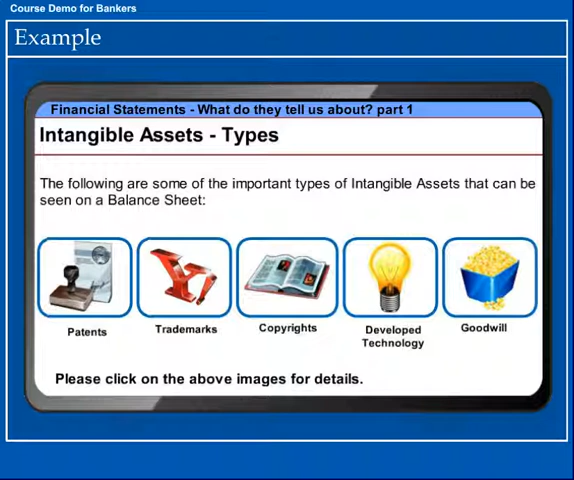 Course Demo for Bankers
Example
Financial Statements - What do they tell us about? part 1
Intangible Assets - Types
The following are some of the important types of Intangible Assets that can be
seen on a Balance Sheet:
Patents
Trademarks
Copyrights
Developed
Technology
Goodwill
Please click on the above images for details.